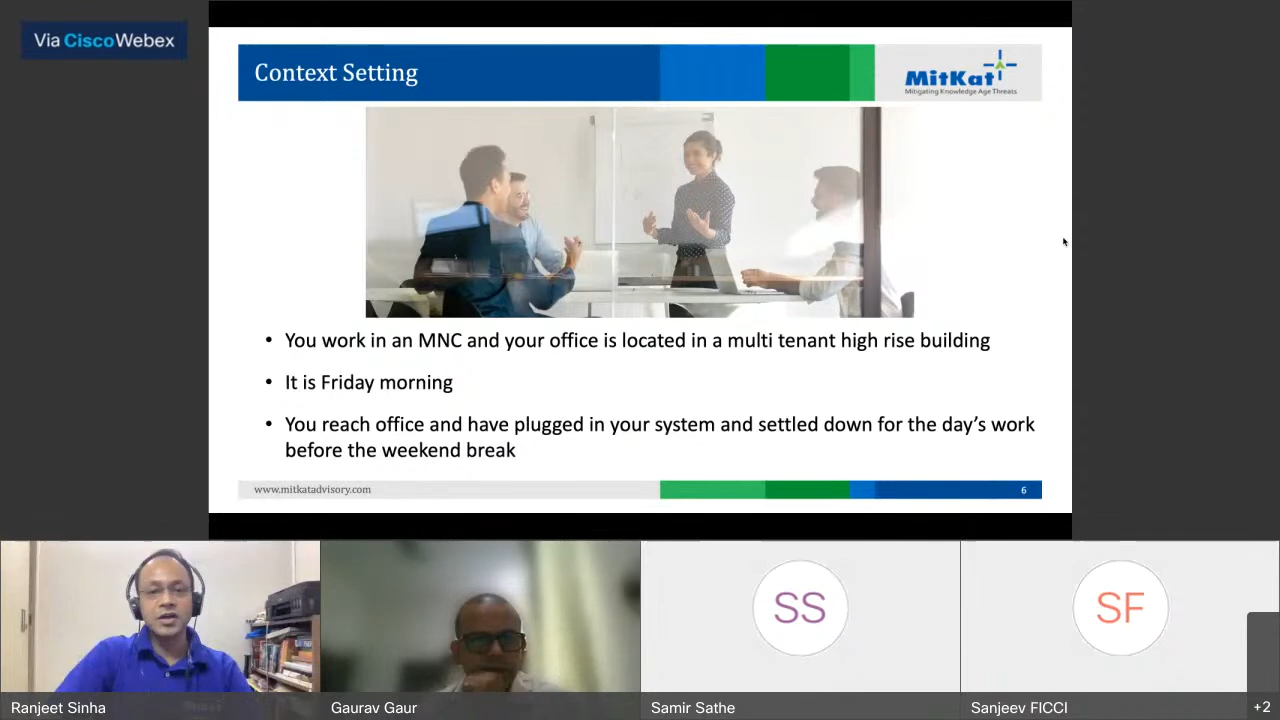 Via Cisco Webex
Context Setting
MitKat
Mitigating Knowledge Age Threats
• You work in an MNC and your office is located in a multi tenant high rise building
• It is Friday morning
• You reach office and have plugged in your system and settled down for the day’s work
before the weekend break
www.mitkatadvisory.com
6
SS
SF
Ranjeet Sinha
Gaurav Gaur
Samir Sathe
Sanjeev FICCI
+2